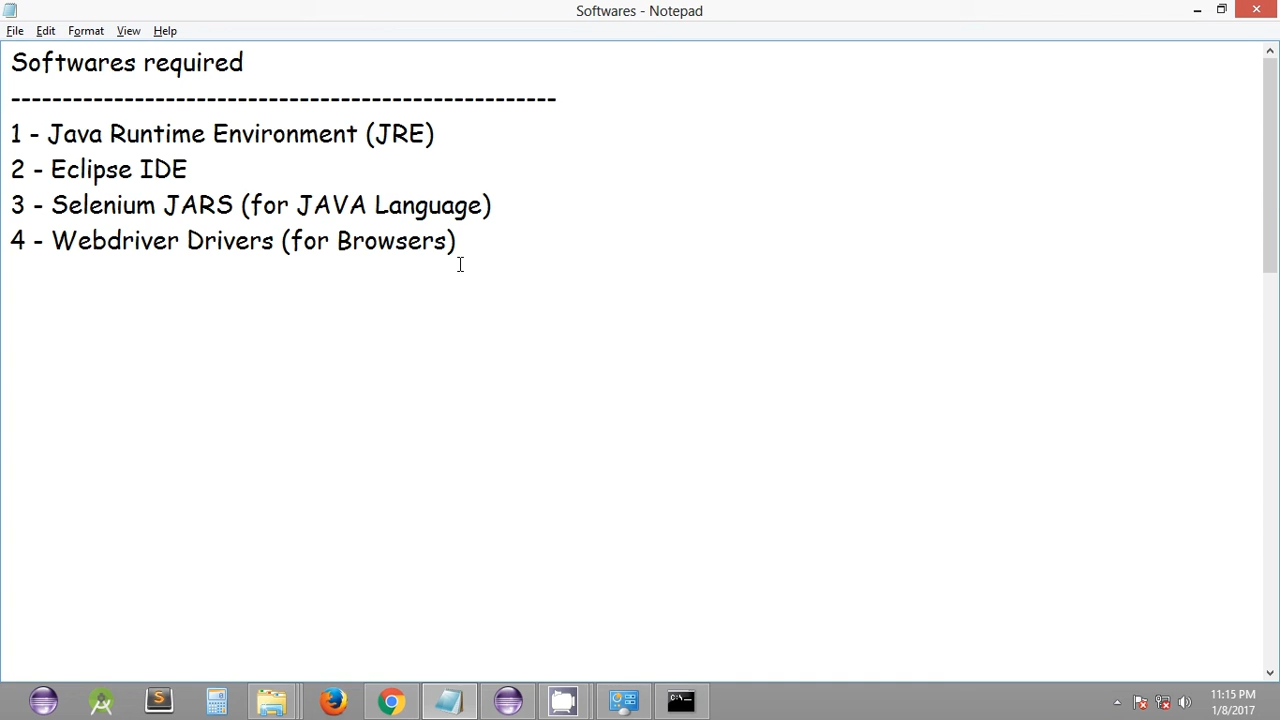 Softwares - Notepad
File Edit Format View Help
Softwares required
-----------------------------------------------------
1 - Java Runtime Environment (JRE)
2 - Eclipse IDE
3 - Selenium JARS (for JAVA Language)
4 - Webdriver Drivers (for Browsers)
11:15 PM
1/8/2017